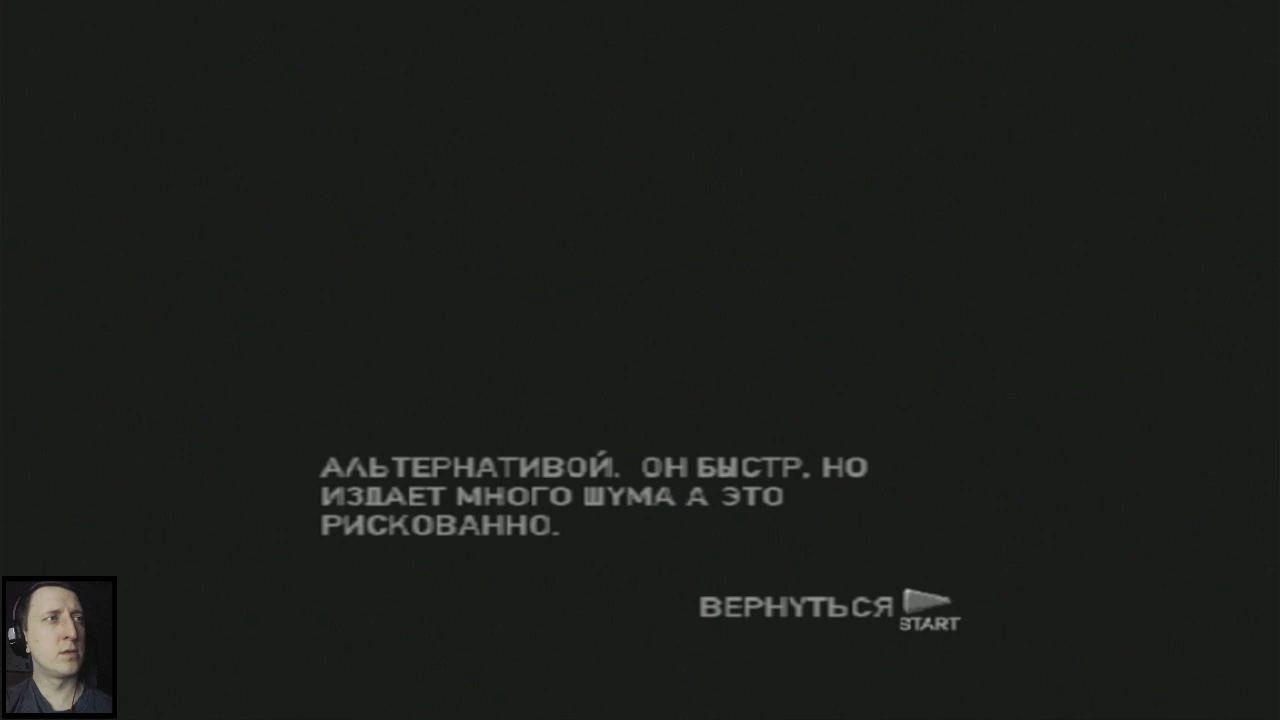 АЛЬТЕРНАТИВОЙ. ОН БЫСТР, НО
ИЗДАЕТ МНОГО ШУМА А ЭТО
РИСКОВАННО.
ВЕРНУТЬСЯ
START